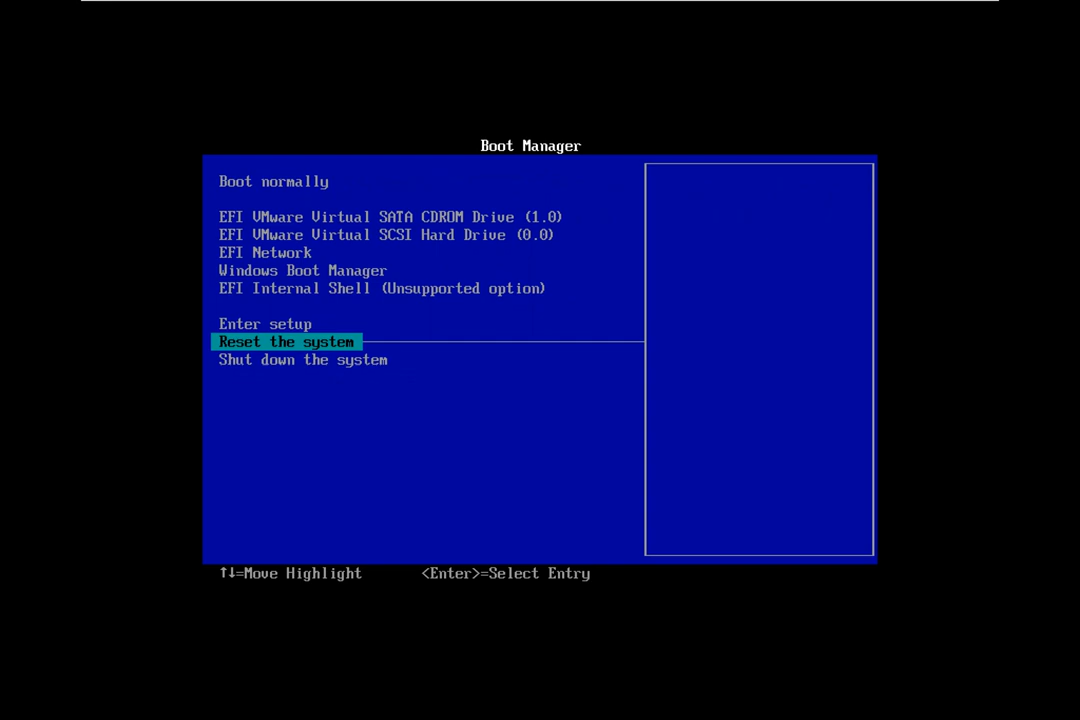 Boot Manager
Boot normally
EFI VMware Virtual SATA CDROM Drive (1.0)
EFI VMware Virtual SCSI Hard Drive (0.0)
EFI Network
Windows Boot Manager
EFI Internal Shell (Unsupported option)
Enter setup
Reset the system
Shut down the system
↑↓=Move Highlight <Enter>=Select Entry